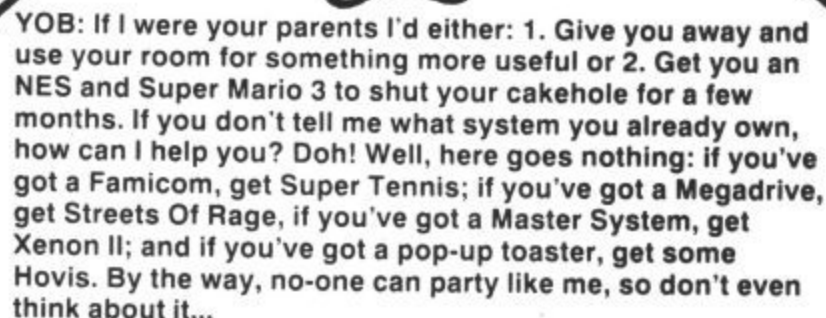 YOB: If I were your parents I'd either: 1. Give you away and
use your room for something more useful or 2. Get you an
NES and Super Mario 3 to shut your cakehole for a few
months. If you don't tell me what system you already own,
how can I help you? Doh! Well, here goes nothing: if you've
got a Famicom, get Super Tennis; if you've got a Megadrive,
get Streets Of Rage, if you've got a Master System, get
Xenon II; and if you've got a pop-up toaster, get some
Hovis. By the way, no-one can party like me, so don't even
think about it...